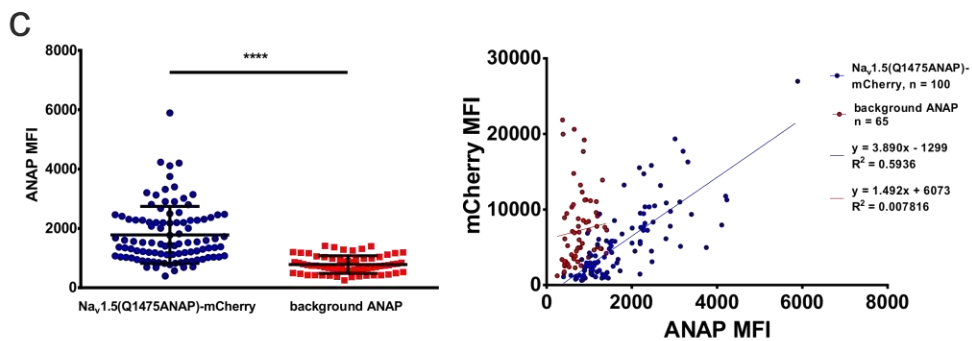 C
8000
6000
4000
2000
0
ANAP MFI
****
Naᵥ1.5(Q1475ANAP)-mCherry
background ANAP
30000
20000
10000
0
mCherry MFI
0
2000
4000
6000
8000
ANAP MFI
Naᵥ1.5(Q1475ANAP)-
mCherry, n = 100
background ANAP
n = 65
y = 3.890x - 1299
R² = 0.5936
y = 1.492x + 6073
R² = 0.007816